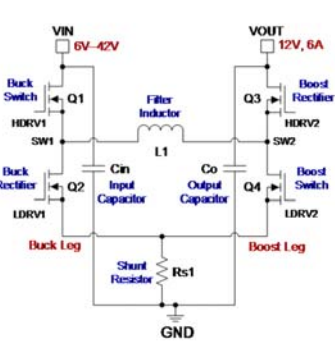 VIN
6V–42V
VOUT
12V, 6A
Buck
Switch
Q1
HDRV1
Filter
Inductor
L1
Q3
Boost
Rectifier
HDRV2
SW1
SW2
Buck
Rectifier
Q2
LDRV1
Cin
Input
Capacitor
Co
Output
Capacitor
Q4
Boost
Switch
LDRV2
Buck Leg
Boost Leg
Shunt
Resistor
Rs1
GND